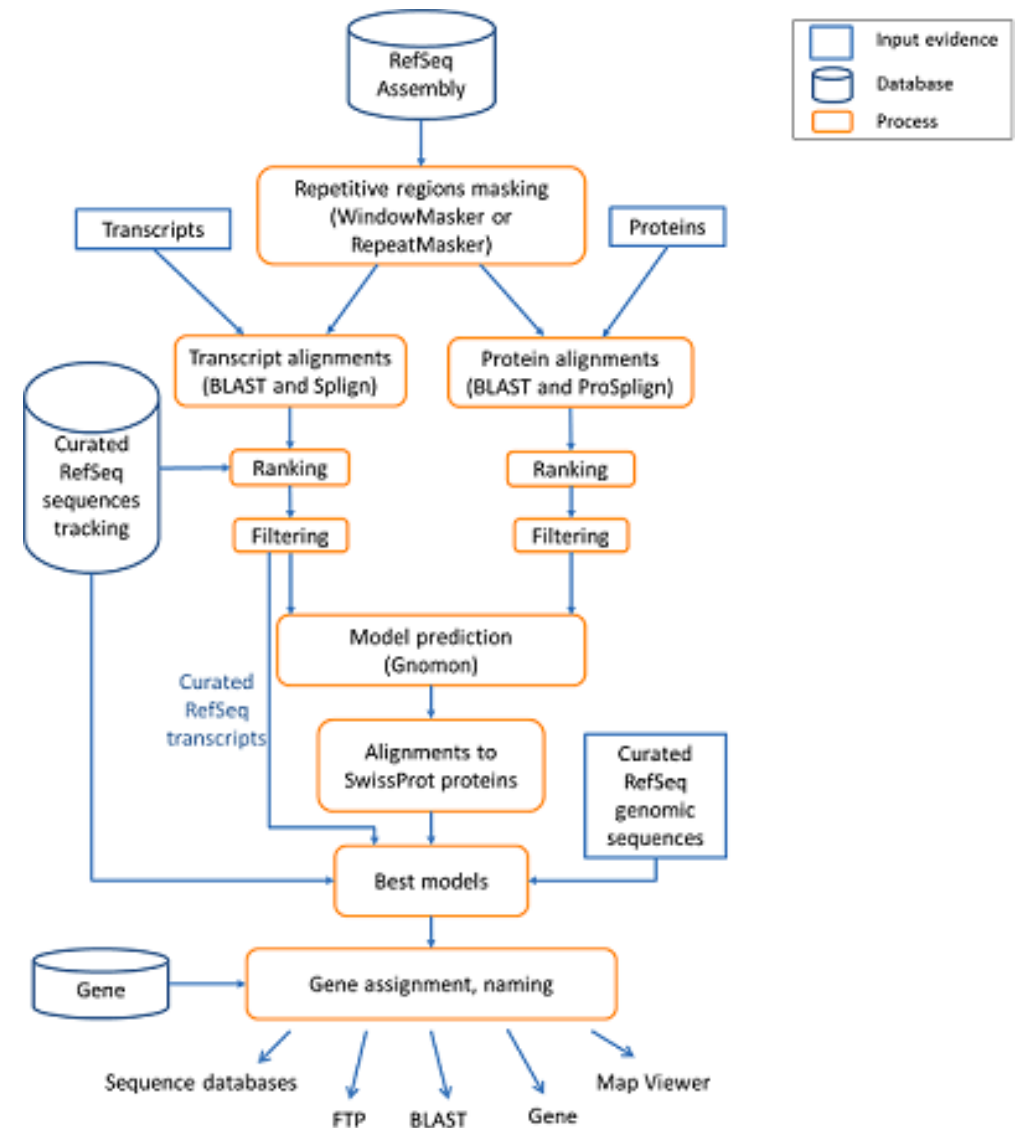 RefSeq
Assembly
Input evidence
Database
Process
Repetitive regions masking
(WindowMasker or
RepeatMasker)
Transcripts
Proteins
Transcript alignments
(BLAST and Splign)
Protein alignments
(BLAST and ProSplign)
Curated
RefSeq
sequences
tracking
Ranking
Ranking
Filtering
Filtering
Model prediction
(Gnomon)
Curated
RefSeq
transcripts
Alignments to
SwissProt proteins
Curated
RefSeq
genomic
sequences
Best models
Gene
Gene assignment, naming
Sequence databases
FTP
BLAST
Gene
Map Viewer